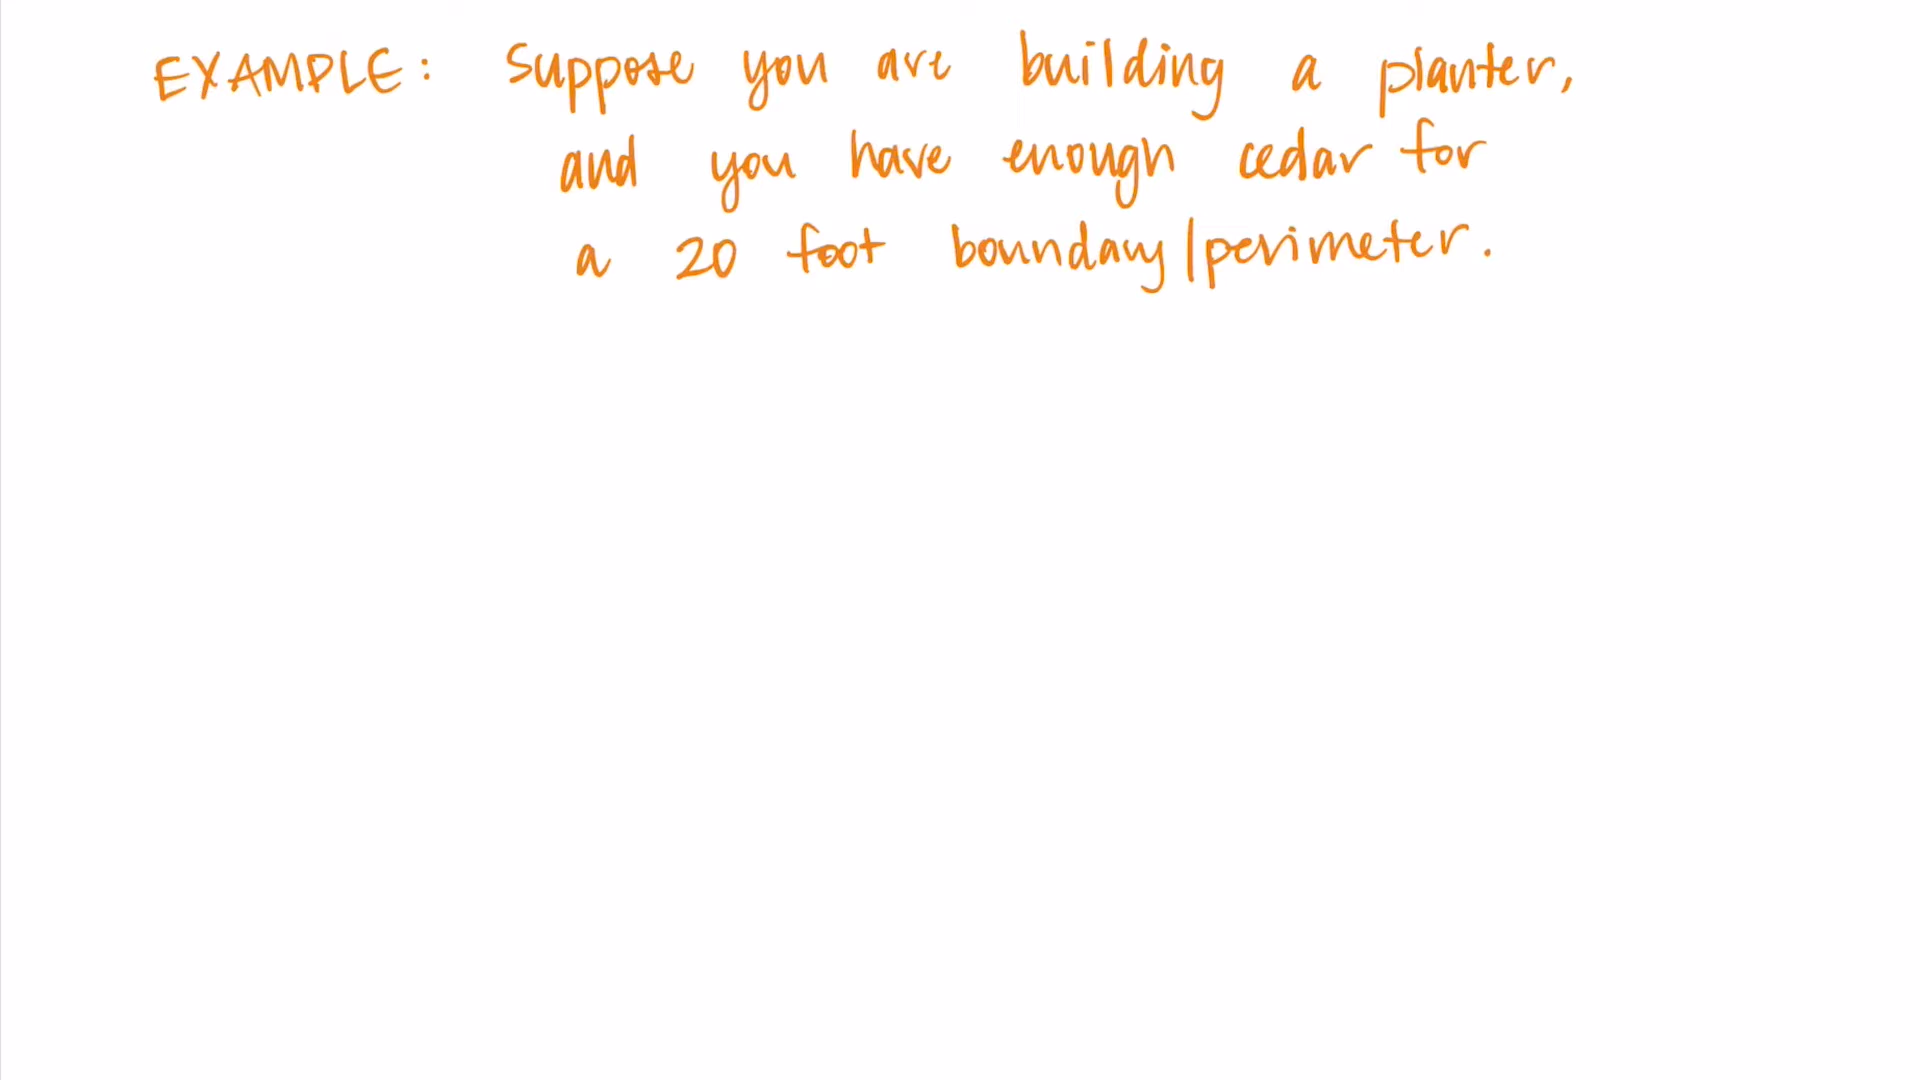 EXAMPLE: Suppose you are building a planter,
and you have enough cedar for
a 20 foot boundary/perimeter.